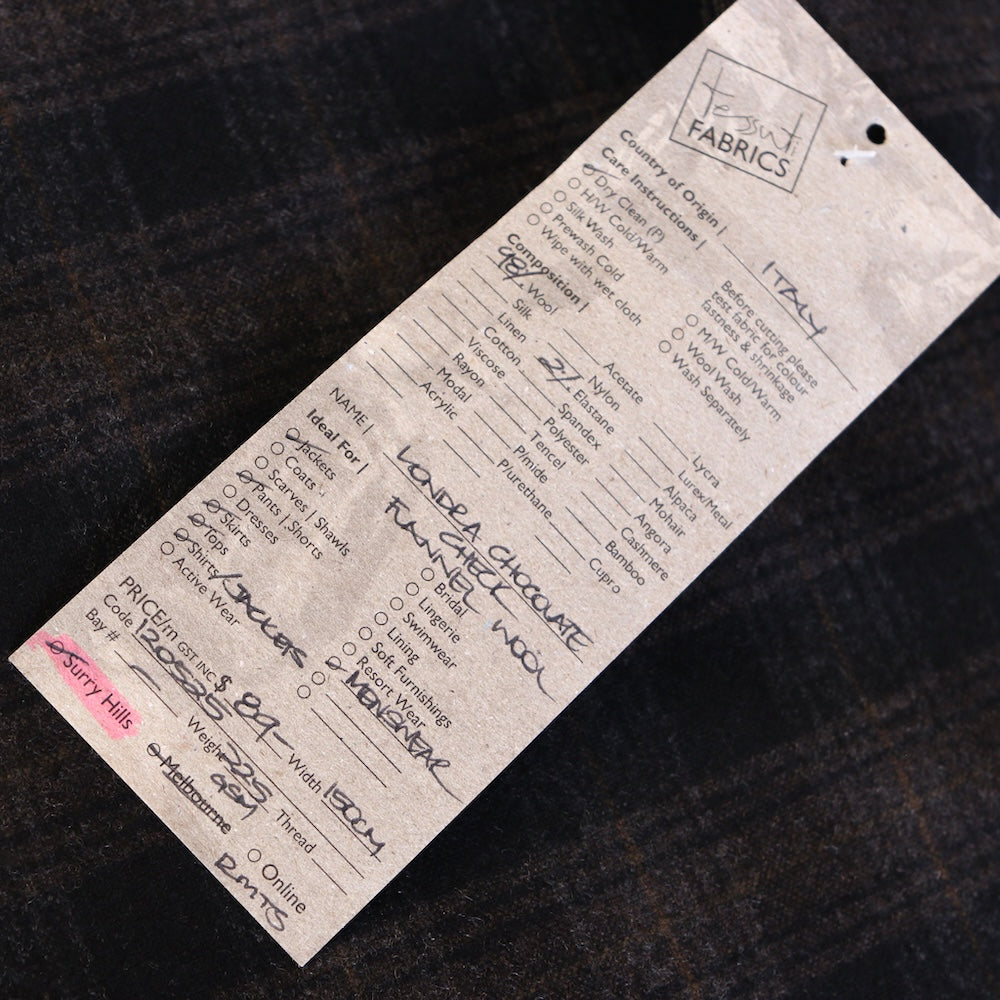 tessuti
FABRICS
Country of Origin | ITALY
Care Instructions |
Dry Clean (P)
H/W Cold/Warm
Silk Wash
Prewash Cold
Wipe with wet cloth
Before cutting please
test fabric for colour
fastness & shrinkage
M/W Cold/Warm
Wool Wash
Wash Separately
Composition |
98% Wool
Silk
Linen
Cotton
Viscose
Rayon
Modal
Acrylic
Acetate
Nylon
2% Elastane
Spandex
Polyester
Tencel
P/mide
P/urethane
Lycra
Lurex/Metal
Alpaca
Mohair
Angora
Cashmere
Bamboo
Cupro
NAME | LONDRA CHOCOLATE
FUN CHECK
FLANNEL WOOL
Ideal For |
Jackets
Coats
Scarves | Shawls
Pants | Shorts
Dresses
Skirts
Tops
Shirts/JACKETS
Active Wear
Bridal
Lingerie
Swimwear
Lining
Soft Furnishings
Resort Wear
MENSWEAR
PRICE/m GST INC $ 89- Width 150CM
Code 120535 Weight 225 GSM Thread
Bay #
Surry Hills
Melbourne
Online
RMTS